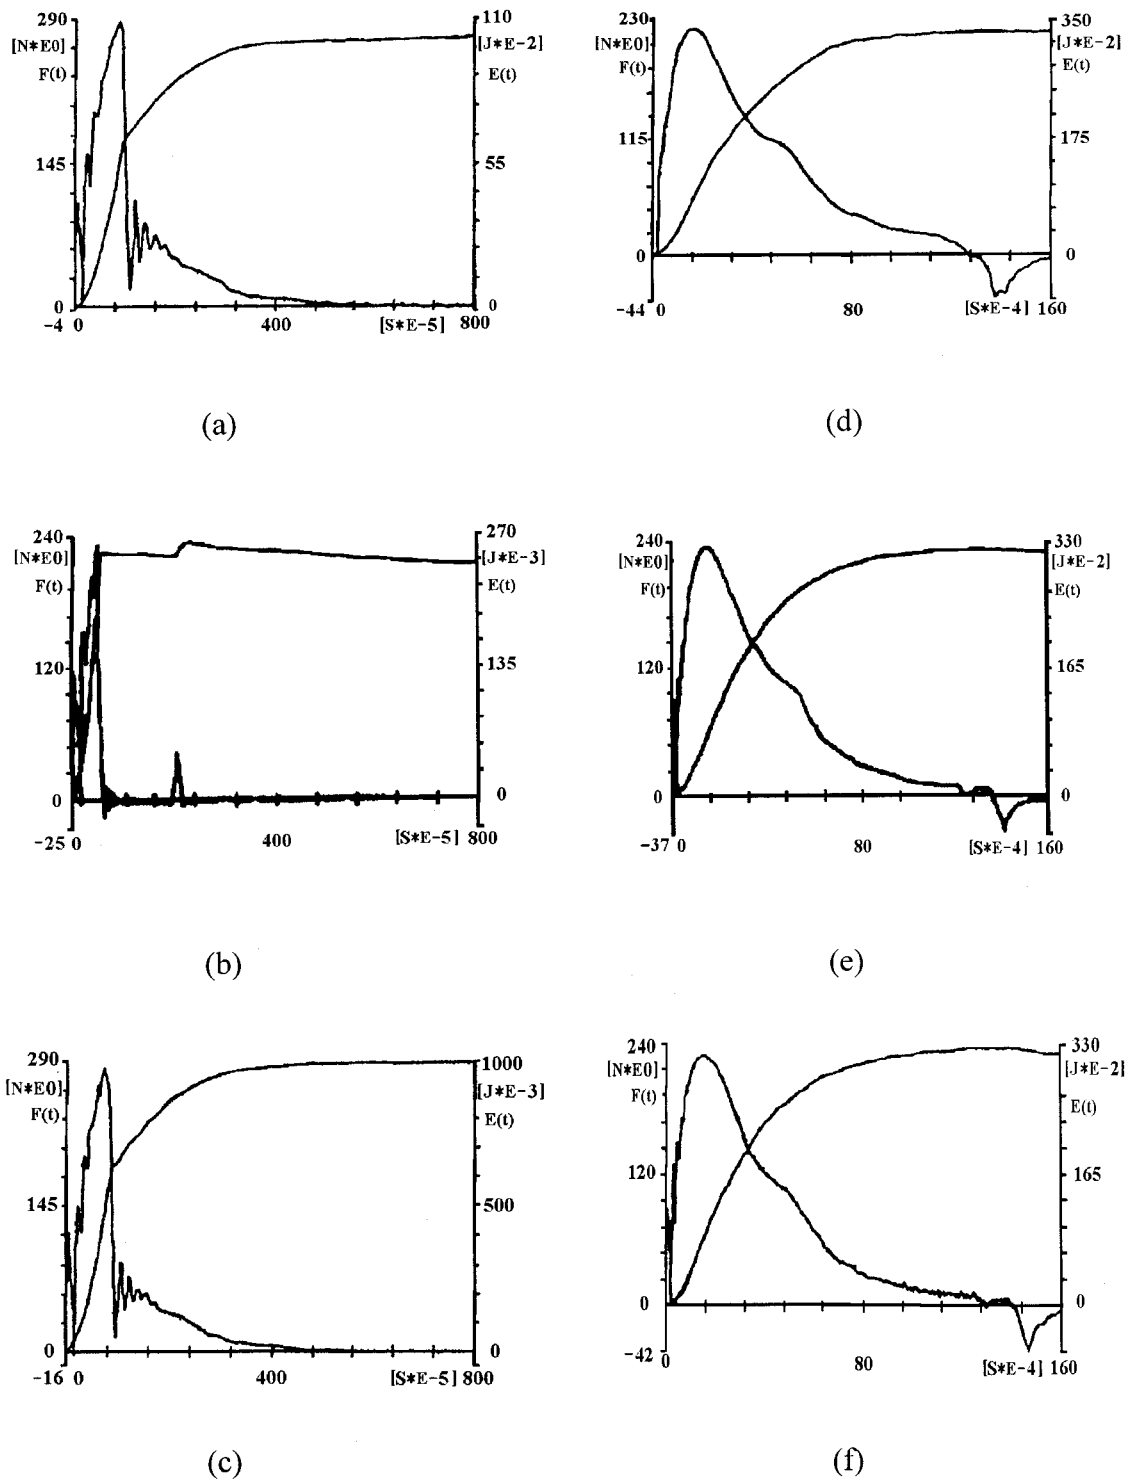 290 110
[N*E0] [J*E-2]
F(t) E(t)
145 55
0 0
-4 0 400 [S*E-5] 800
(a)
230 350
[N*E0] [J*E-2]
F(t) E(t)
115 175
0 0
-44 0 80 [S*E-4] 160
(d)
240 270
[N*E0] [J*E-3]
F(t) E(t)
120 135
0 0
-25 0 400 [S*E-5] 800
(b)
240 330
[N*E0] [J*E-2]
F(t) E(t)
120 165
0 0
-37 0 80 [S*E-4] 160
(e)
290 1000
[N*E0] [J*E-3]
F(t) E(t)
145 500
0 0
-16 0 400 [S*E-5] 800
(c)
240 330
[N*E0] [J*E-2]
F(t) E(t)
120 165
0 0
-42 0 80 [S*E-4] 160
(f)